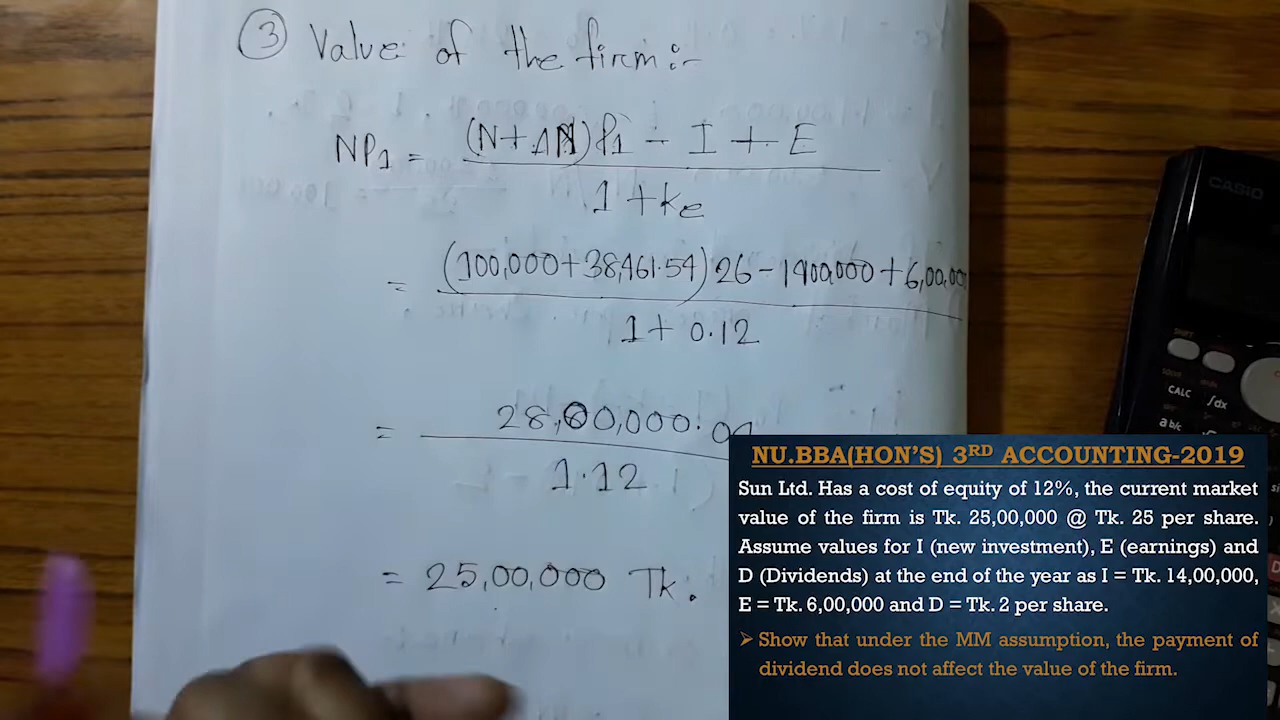 ③ Value of the firm:-
NP1 = (N+ΔN)P1 - I + E
1 + ke
= (100,000+38,461.54) 26 - 1400,000 + 6,00,000
1 + 0.12
= 28,00,000.00
1.12
= 25,00,000 Tk.
CASIO
SHIFT
CALC ∫dx
a b/c
NU.BBA(HON'S) 3RD ACCOUNTING-2019
Sun Ltd. Has a cost of equity of 12%, the current market
value of the firm is Tk. 25,00,000 @ Tk. 25 per share.
Assume values for I (new investment), E (earnings) and
D (Dividends) at the end of the year as I = Tk. 14,00,000,
E = Tk. 6,00,000 and D = Tk. 2 per share.
➢ Show that under the MM assumption, the payment of
dividend does not affect the value of the firm.